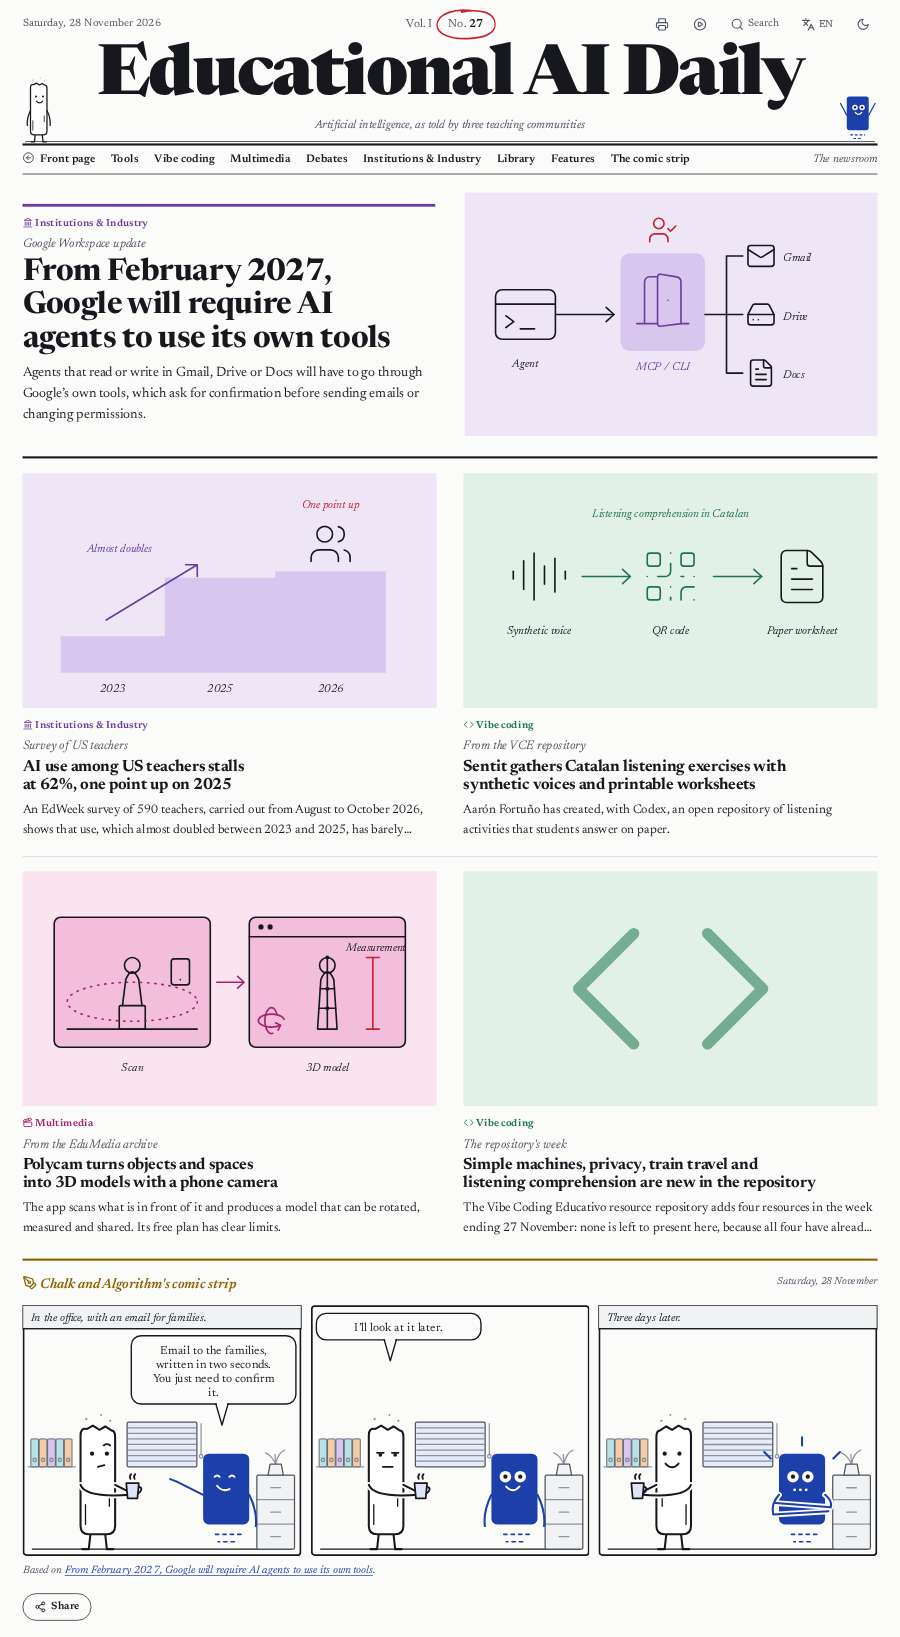 Saturday, 28 November 2026
Vol. I No. 27
Search
EN
Educational AI Daily
Artificial intelligence, as told by three teaching communities
Front page Tools Vibe coding Multimedia Debates Institutions & Industry Library Features The comic strip The newsroom
Institutions & Industry
Google Workspace update
From February 2027,
Google will require AI
agents to use its own tools
Agents that read or write in Gmail, Drive or Docs will have to go through
Google's own tools, which ask for confirmation before sending emails or
changing permissions.
Agent
MCP / CLI
Gmail
Drive
Docs
Almost doubles
One point up
2023 2025 2026
Institutions & Industry
Survey of US teachers
AI use among US teachers stalls
at 62%, one point up on 2025
An EdWeek survey of 590 teachers, carried out from August to October 2026,
shows that use, which almost doubled between 2023 and 2025, has barely...
Listening comprehension in Catalan
Synthetic voice QR code Paper worksheet
Vibe coding
From the VCE repository
Sentit gathers Catalan listening exercises with
synthetic voices and printable worksheets
Aarón Fortuño has created, with Codex, an open repository of listening
activities that students answer on paper.
Measurement
Scan 3D model
Multimedia
From the EduMedia archive
Polycam turns objects and spaces
into 3D models with a phone camera
The app scans what is in front of it and produces a model that can be rotated,
measured and shared. Its free plan has clear limits.
Vibe coding
The repository's week
Simple machines, privacy, train travel and
listening comprehension are new in the repository
The Vibe Coding Educativo resource repository adds four resources in the week
ending 27 November: none is left to present here, because all four have alread...
Chalk and Algorithm's comic strip
Saturday, 28 November
In the office, with an email for families.
Email to the families,
written in two seconds.
You just need to confirm
it.
I'll look at it later.
Three days later.
Based on From February 2027, Google will require AI agents to use its own tools.
Share